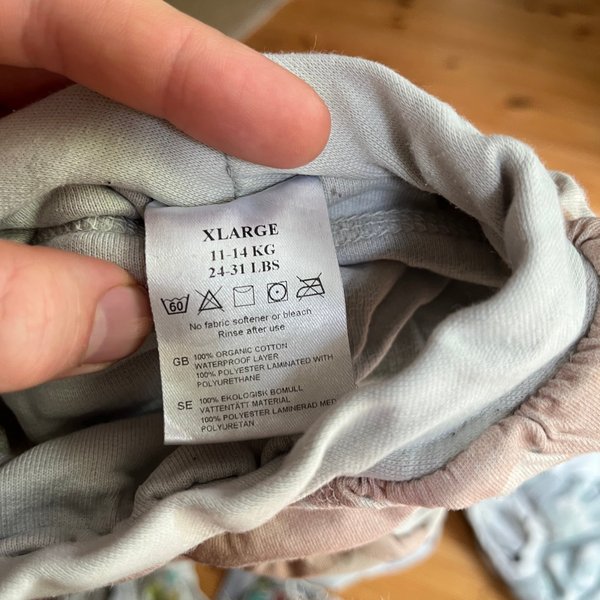 XLARGE
11-14 KG
24-31 LBS
60
No fabric softener or bleach
Rinse after use
GB 100% ORGANIC COTTON
WATERPROOF LAYER
100% POLYESTER LAMINATED WITH
POLYURETHANE
SE 100% EKOLOGISK BOMULL
VATTENTÄTT MATERIAL
100% POLYESTER LAMINERAD MED
POLYURETAN